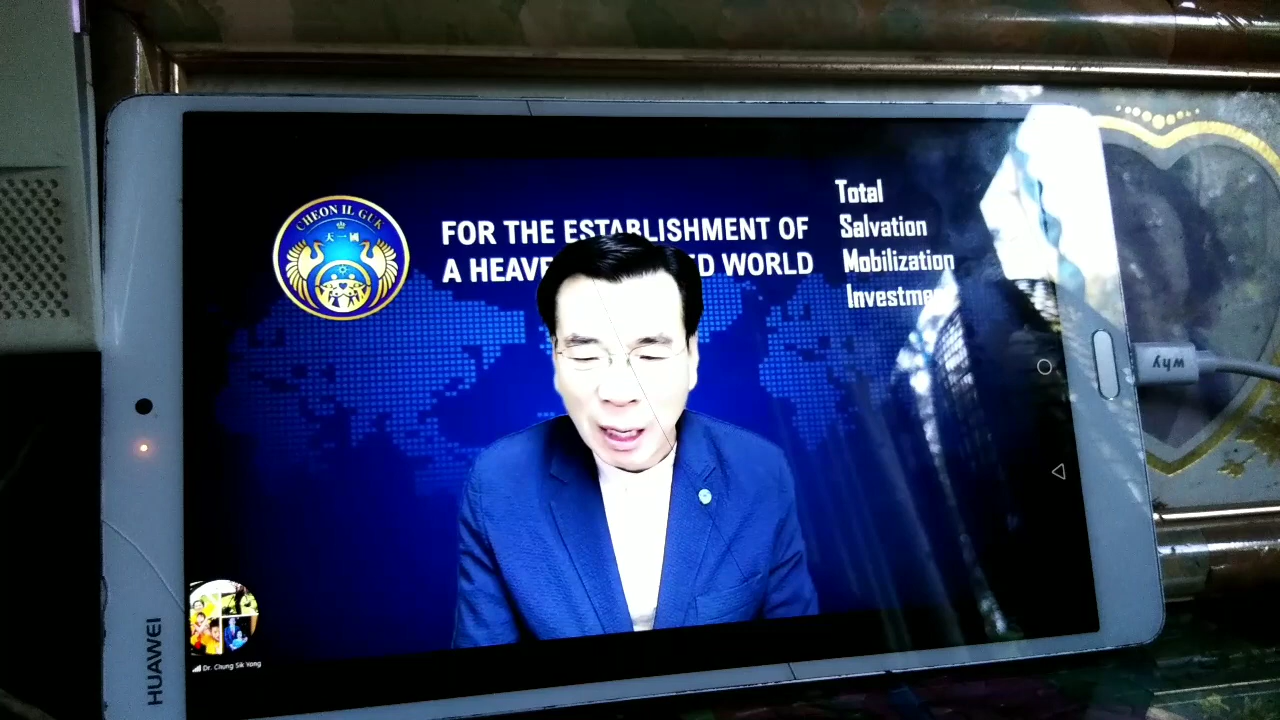 CHEON IL GUK
天一國
FOR THE ESTABLISHMENT OF
A HEAVE D WORLD
Total
Salvation
Mobilization
Investme
Dr. Chung Sik Yong
HUAWEI
why